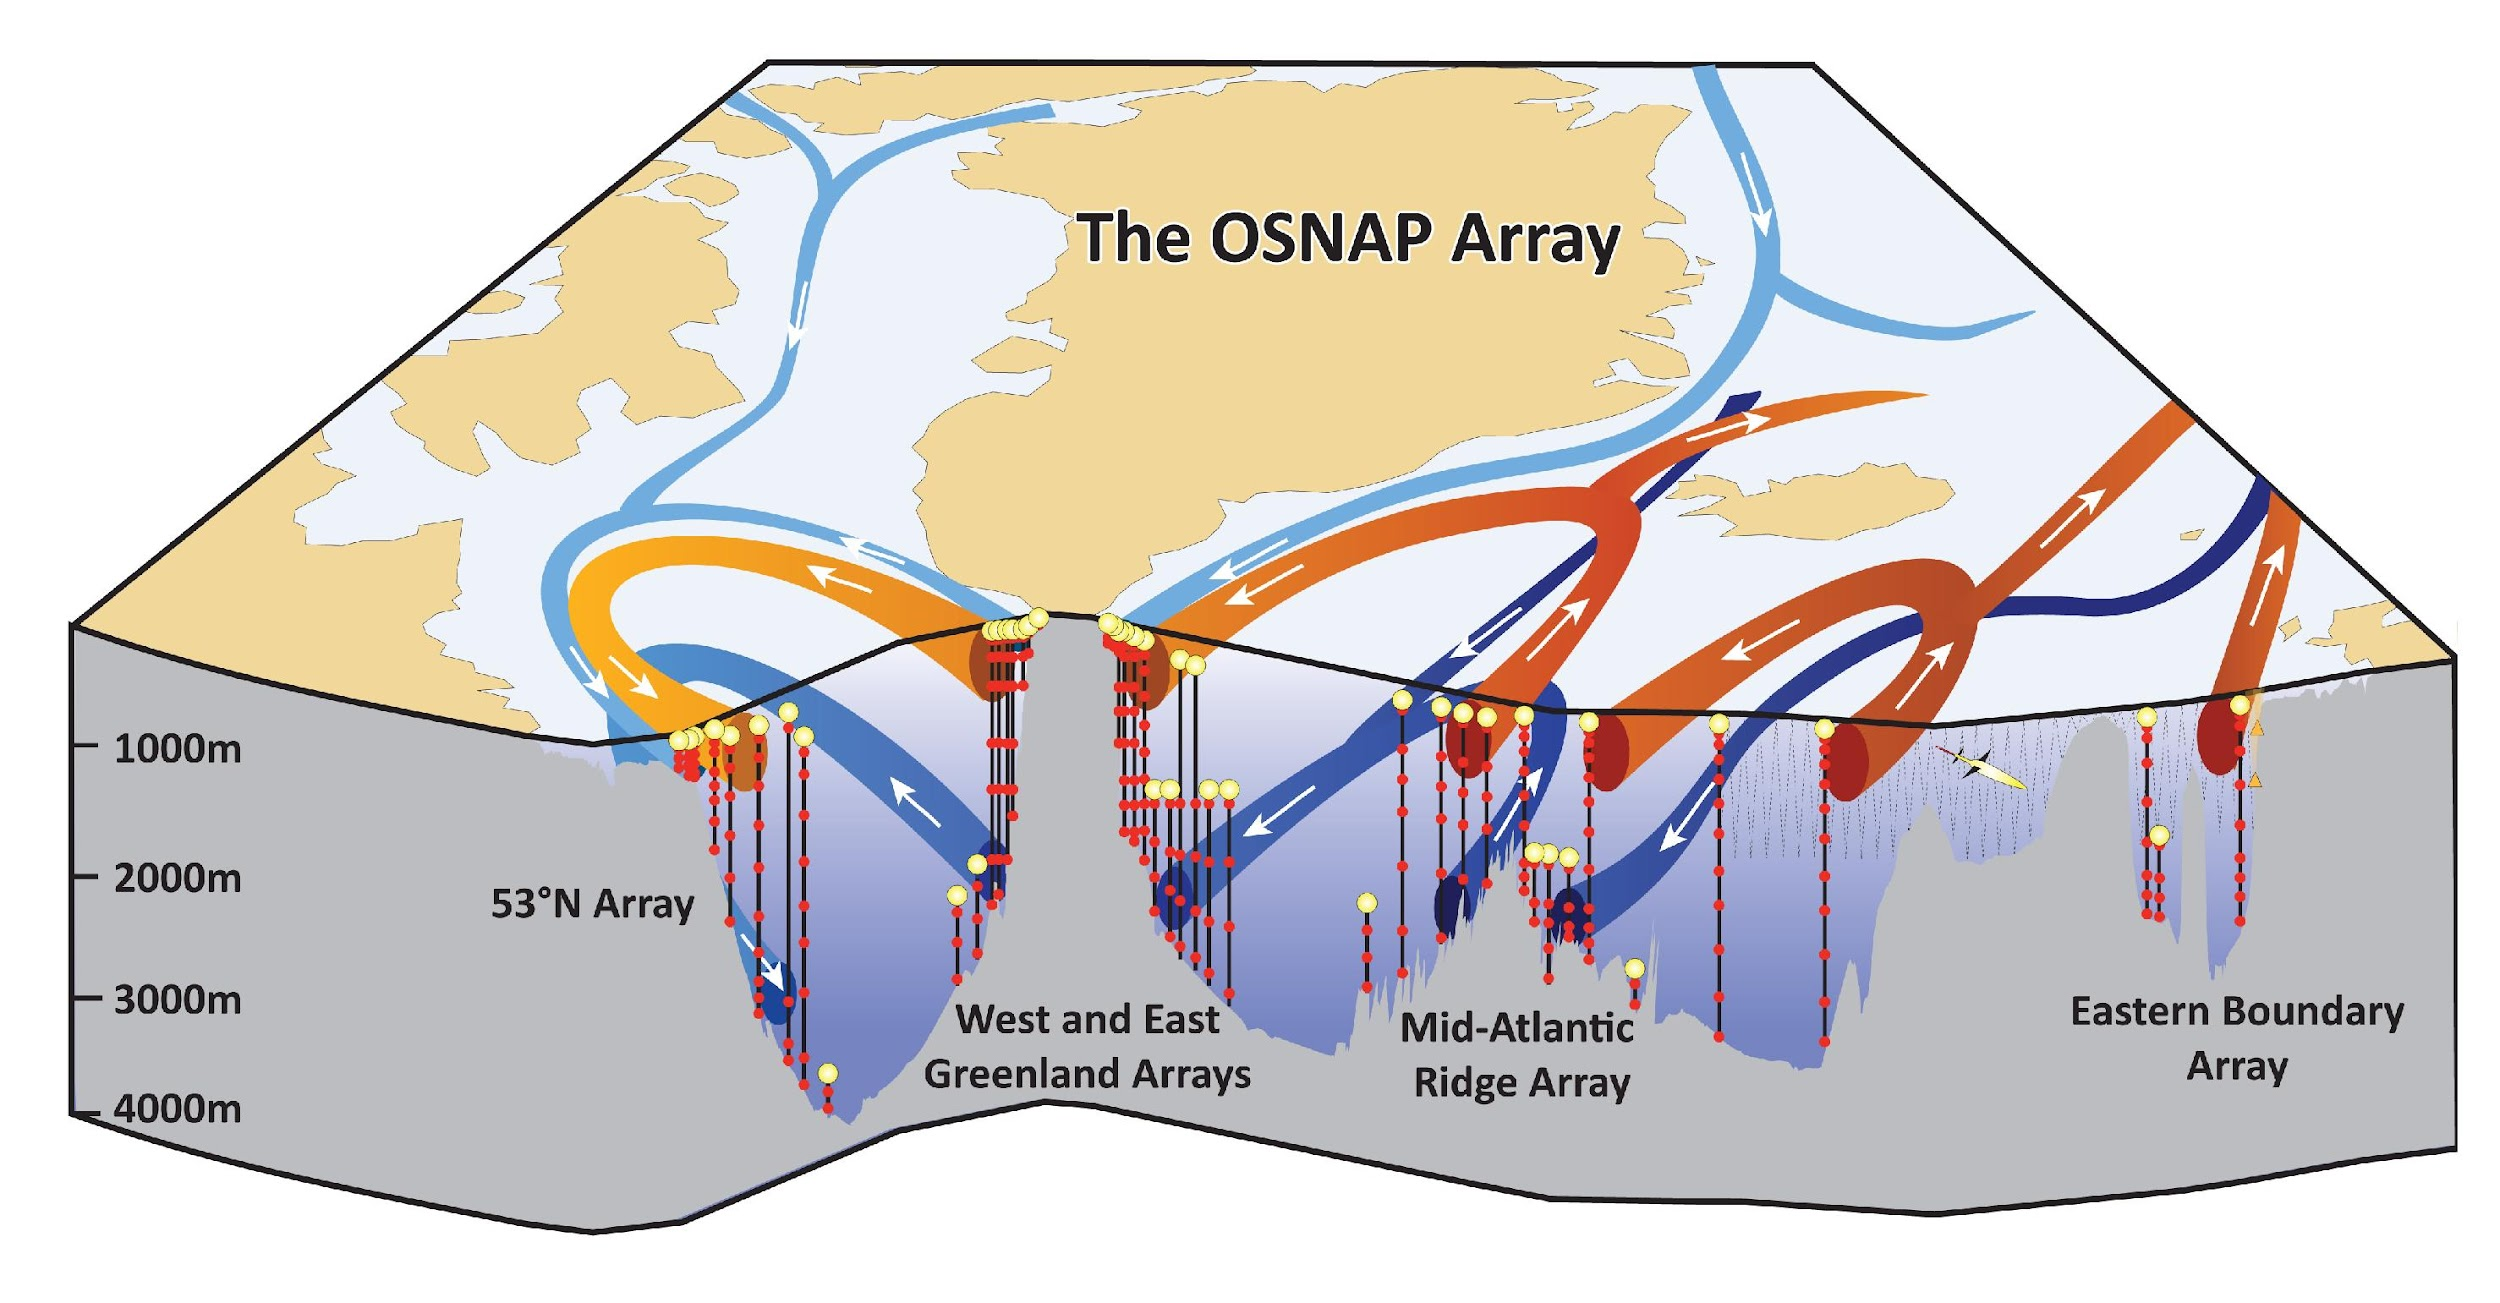 The OSNAP Array
1000m
2000m
3000m
4000m
53°N Array
West and East
Greenland Arrays
Mid-Atlantic
Ridge Array
Eastern Boundary
Array